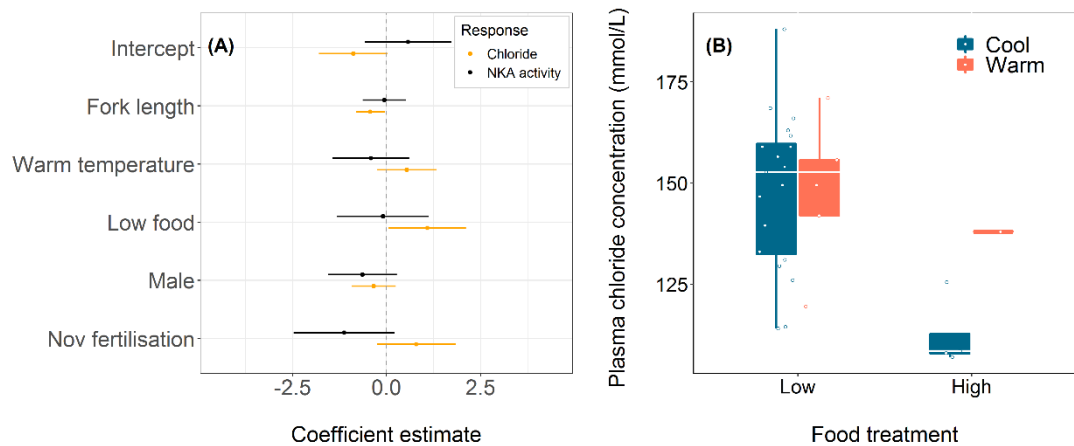 (A)
Intercept
Fork length
Warm temperature
Low food
Male
Nov fertilisation
Response
Chloride
NKA activity
-2.5 0.0 2.5
Coefficient estimate
(B)
Plasma chloride concentration (mmol/L)
175
150
125
Cool
Warm
Low High
Food treatment